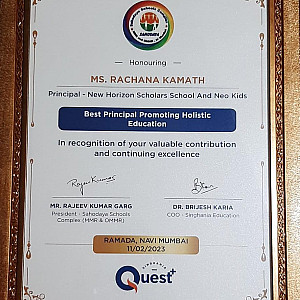 SAHODAYA
Honouring
MS. RACHANA KAMATH
Principal - New Horizon Scholars School And Neo Kids
Best Principal Promoting Holistic
Education
In recognition of your valuable contribution
and continuing excellence
MR. RAJEEV KUMAR GARG
President - Sahodaya Schools
Complex (MMR & OMMR)
DR. BRIJESH KARIA
COO - Singhania Education
RAMADA, NAVI MUMBAI
11/02/2023
SINGHANIA
Quest+